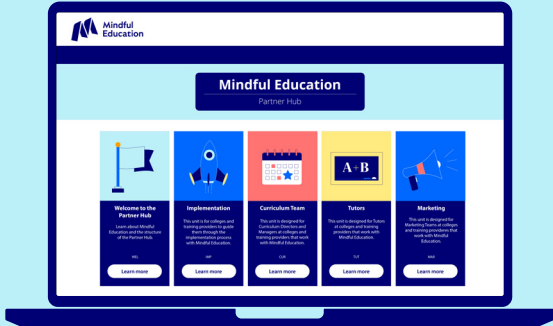 Mindful
Education
Mindful Education
Partner Hub
Welcome to the
Partner Hub
Learn about Mindful
Education and the structure
of the Partner Hub.
WEL
Learn more
Implementation
This unit is for colleges and
training providers to guide
them through the
implementation process
with Mindful Education.
IMP
Learn more
Curriculum Team
This unit is designed for
Curriculum Directors and
Managers at colleges and
training providers that work
with Mindful Education.
CUR
Learn more
A+B
Tutors
This unit is designed for Tutors
at colleges and training
providers that work with
Mindful Education.
TUT
Learn more
Marketing
This unit is designed for
Marketing Teams at colleges
and training providers that
work with Mindful
Education.
MAR
Learn more